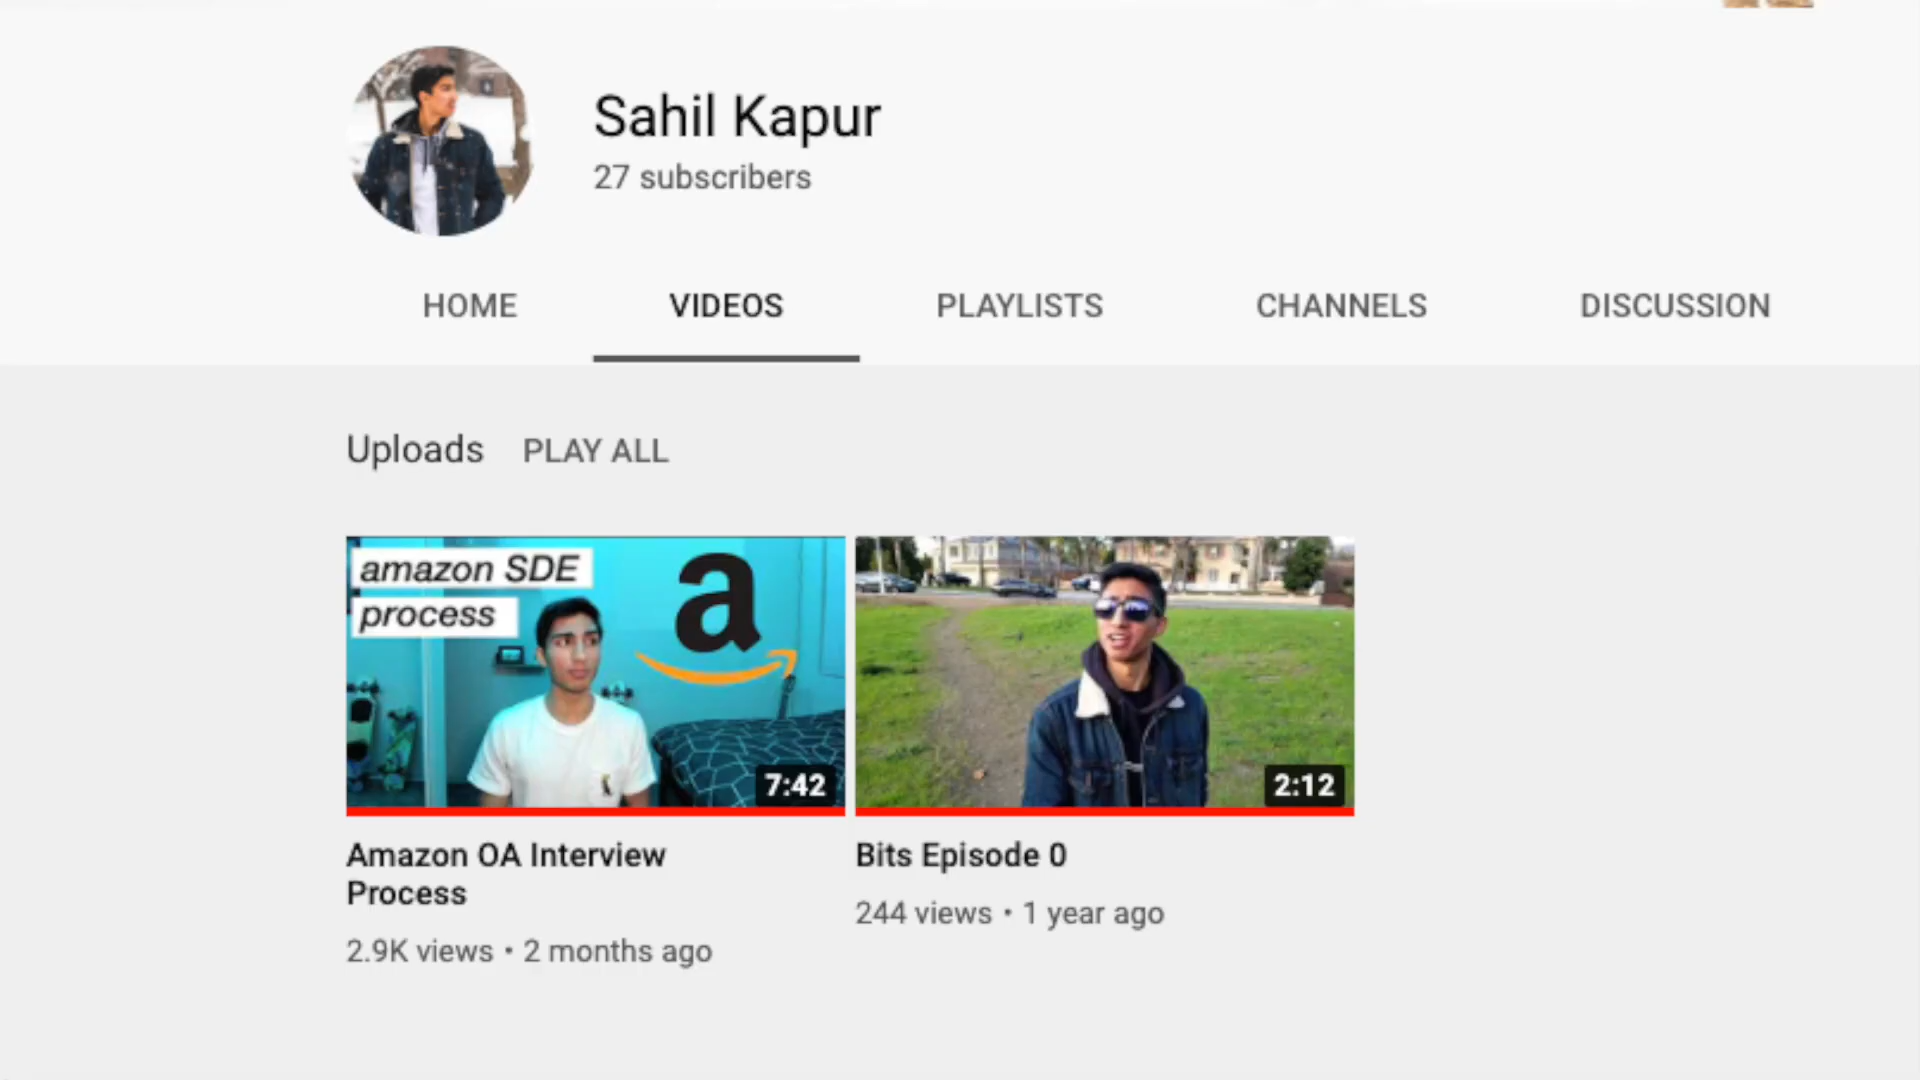 Sahil Kapur
27 subscribers
HOME VIDEOS PLAYLISTS CHANNELS DISCUSSION
Uploads PLAY ALL
amazon SDE
process
a
7:42
2:12
Amazon OA Interview
Process
2.9K views • 2 months ago
Bits Episode 0
244 views • 1 year ago